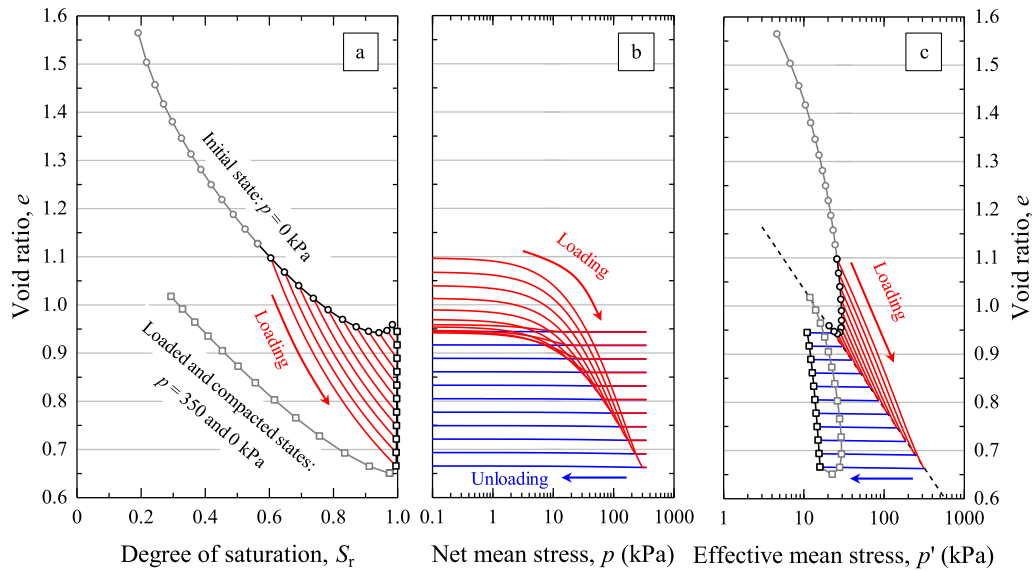 a
b
c
1.6
1.5
1.4
1.3
1.2
1.1
1.0
0.9
0.8
0.7
0.6
Void ratio, e
Initial state: p = 0 kPa
Loading
Loaded and compacted states:
p = 350 and 0 kPa
0
0.2
0.4
0.6
0.8
1.0
Degree of saturation, Sr
Loading
Unloading
0.1
1
10
100
1000
Net mean stress, p (kPa)
Loading
1
10
100
1000
Effective mean stress, p' (kPa)
1.6
1.5
1.4
1.3
1.2
1.1
1.0
0.9
0.8
0.7
0.6
Void ratio, e